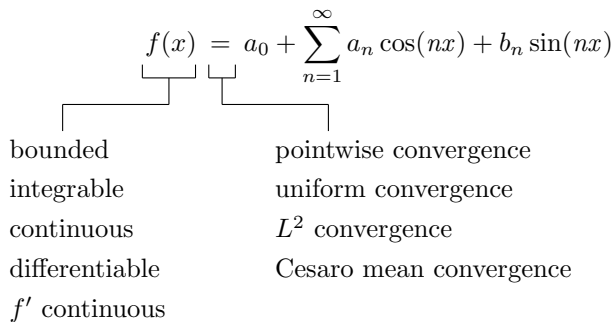 f(x) = a_0 + \sum_{n=1}^{\infty} a_n \cos(nx) + b_n \sin(nx)
bounded pointwise convergence
integrable uniform convergence
continuous L^2 convergence
differentiable Cesaro mean convergence
f' continuous